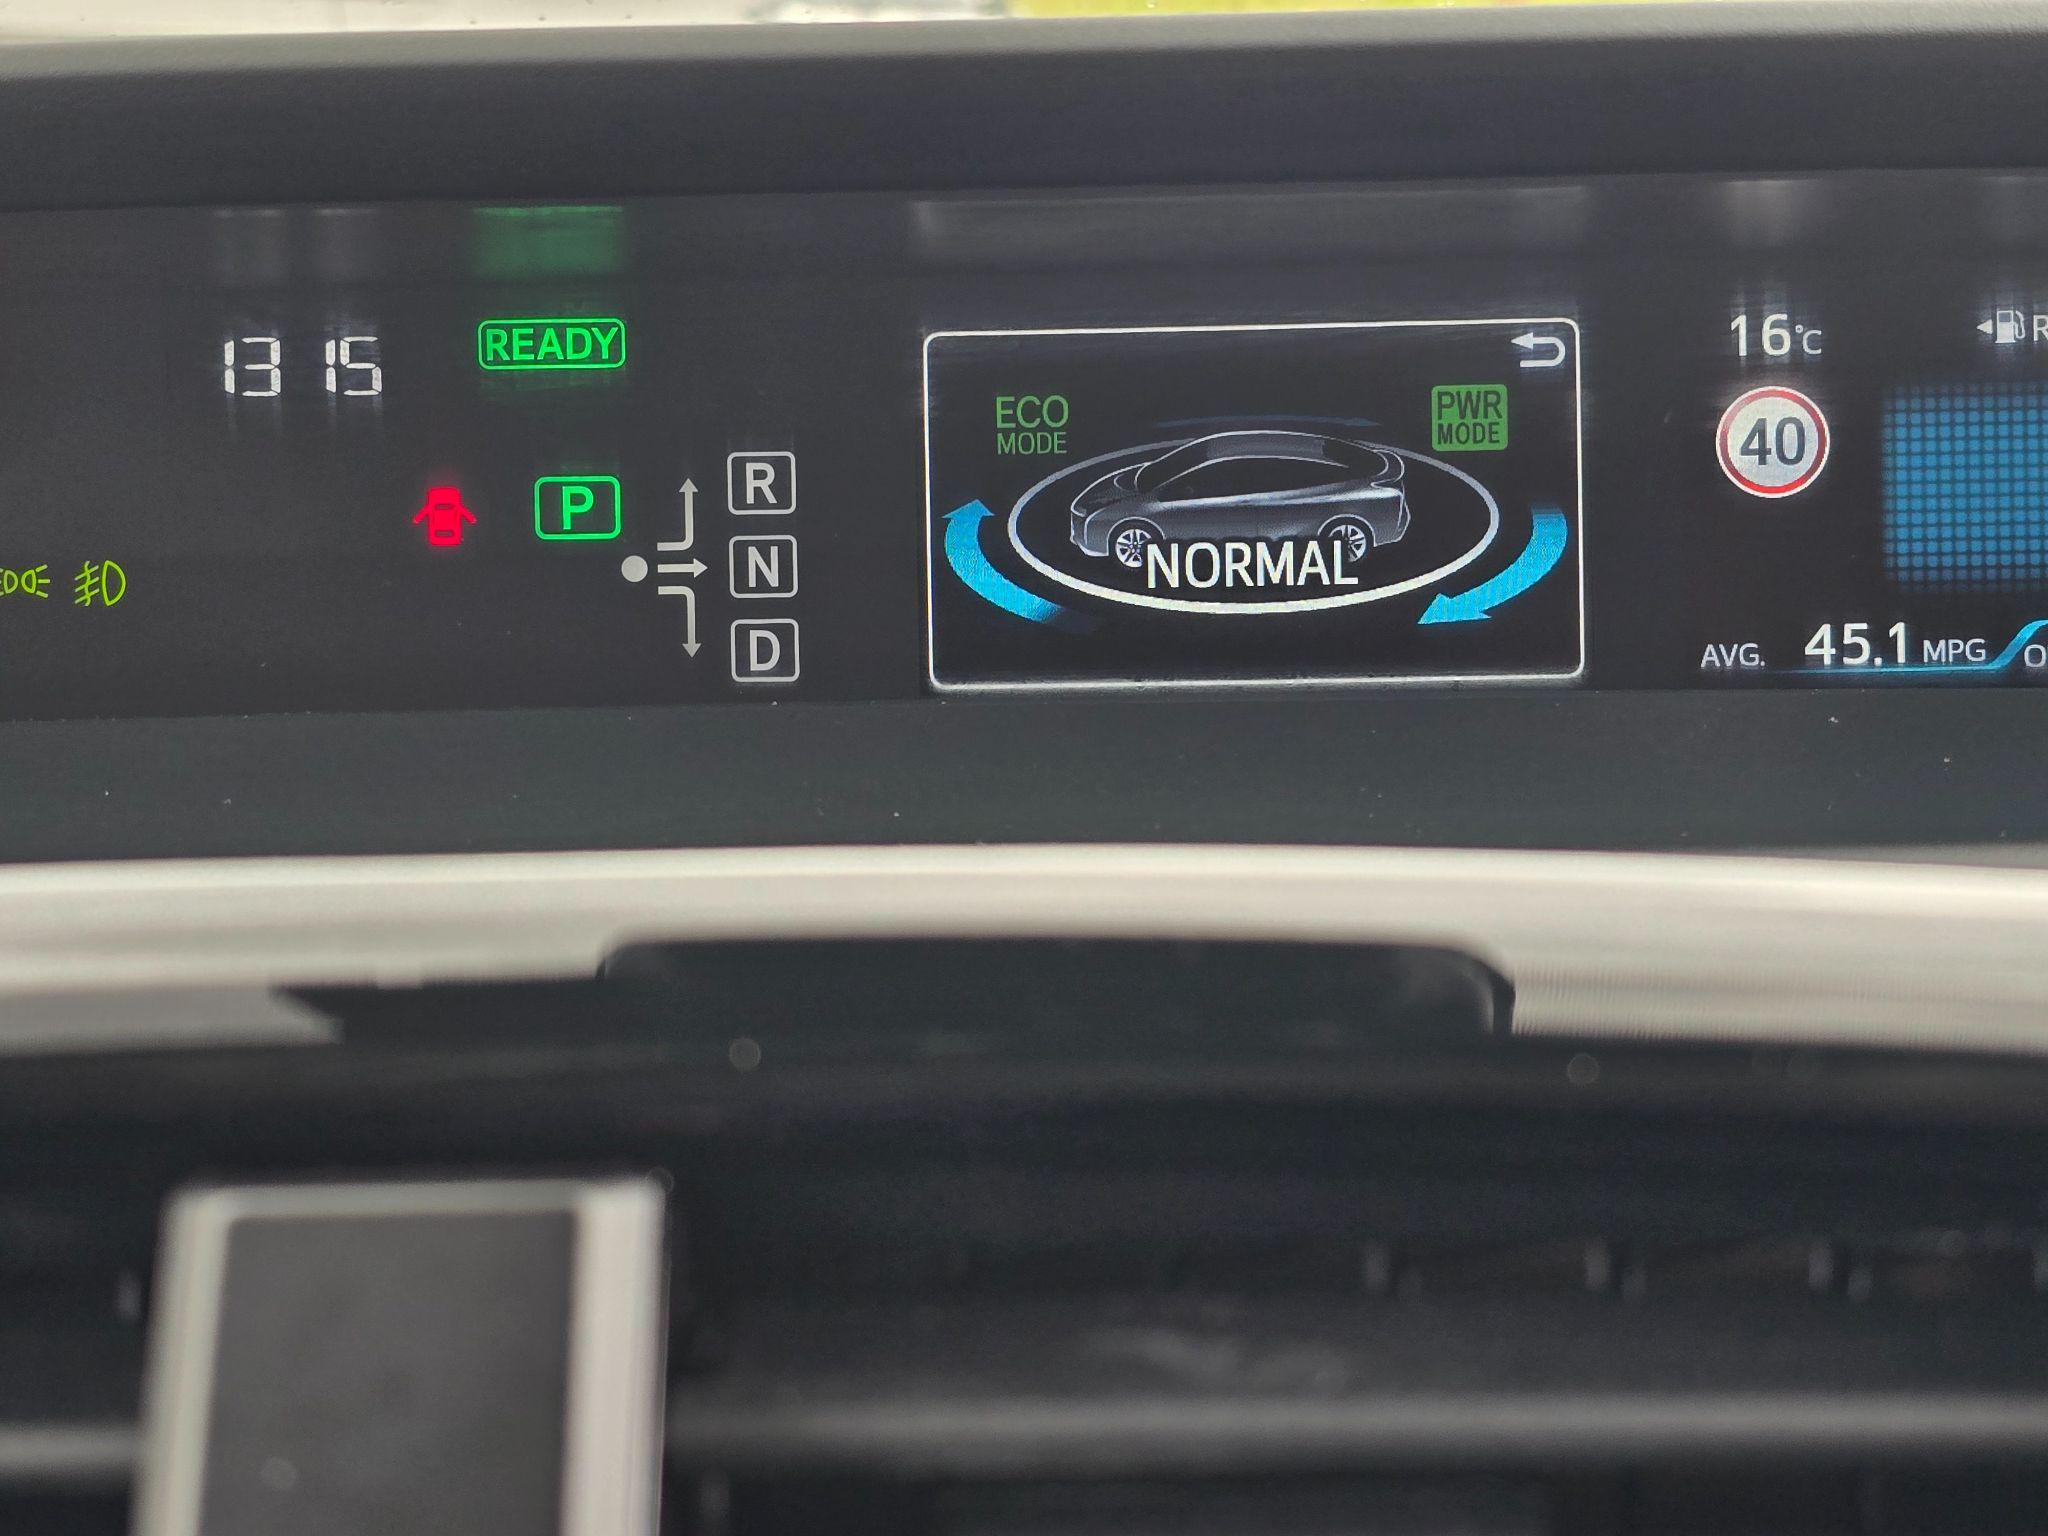 13 15
READY
P
R
N
D
ECO
MODE
PWR
MODE
NORMAL
16°C
40
AVG. 45.1 MPG